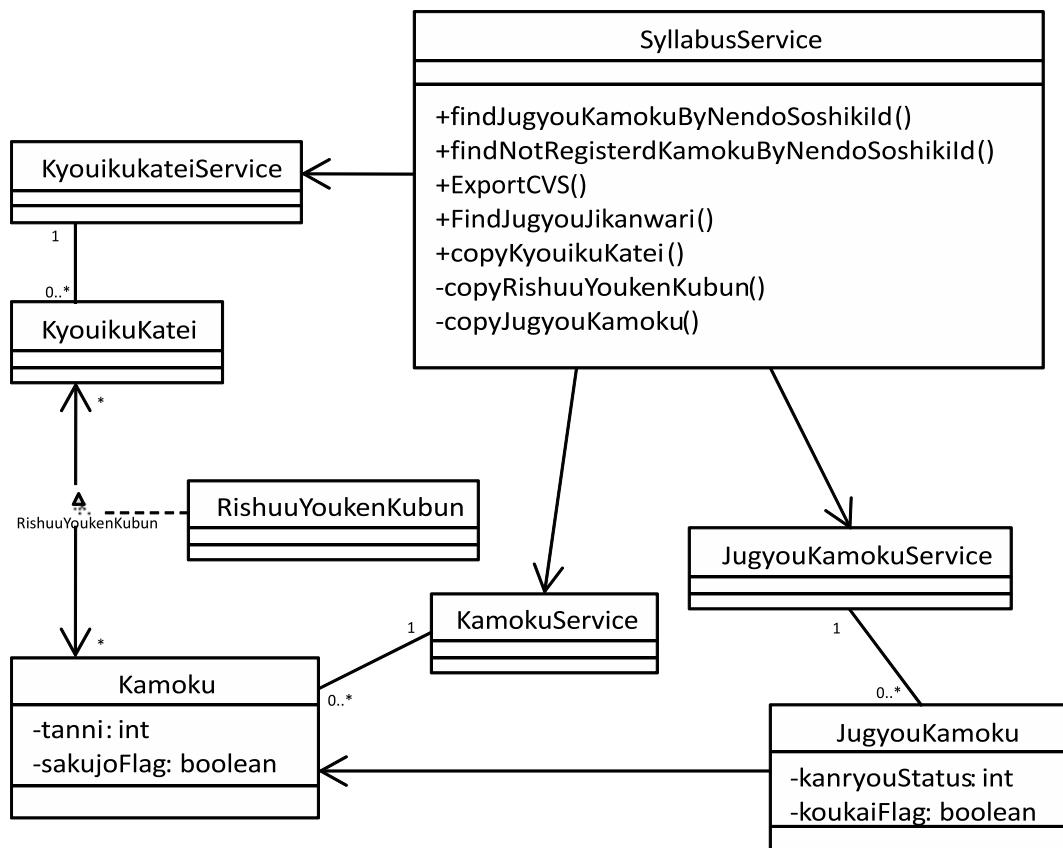 SyllabusService
+findJugyouKamokuByNendoSoshikiId()
+findNotRegisterdKamokuByNendoSoshikiId()
+ExportCVS()
+FindJugyouJikanwari()
+copyKyouikuKatei()
-copyRishuuYoukenKubun()
-copyJugyouKamoku()
KyouikukateiService
1
0..*
KyouikuKatei
*
RishuuYoukenKubun
RishuuYoukenKubun
*
JugyouKamokuService
1
0..*
KamokuService
1
0..*
Kamoku
-tanni: int
-sakujoFlag: boolean
JugyouKamoku
-kanryouStatus: int
-koukaiFlag: boolean